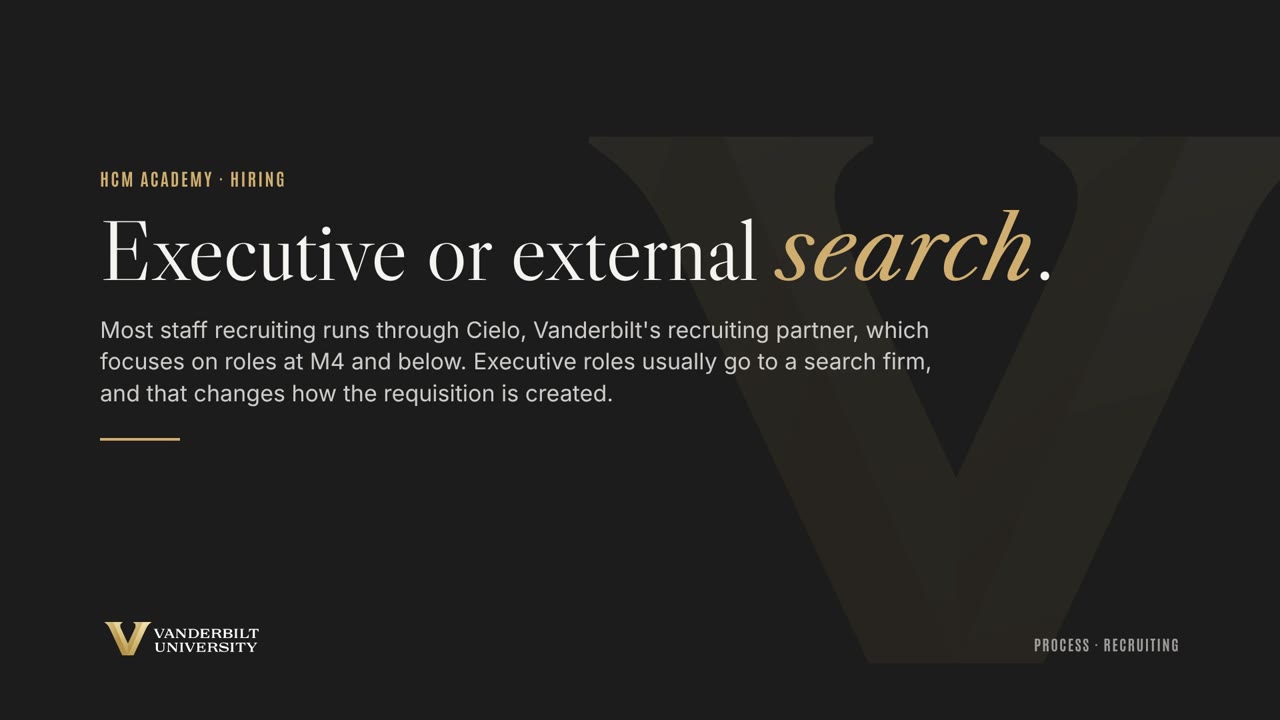 HCM ACADEMY · HIRING
Executive or external search.
Most staff recruiting runs through Cielo, Vanderbilt's recruiting partner, which
focuses on roles at M4 and below. Executive roles usually go to a search firm,
and that changes how the requisition is created.
VANDERBILT
UNIVERSITY
PROCESS · RECRUITING